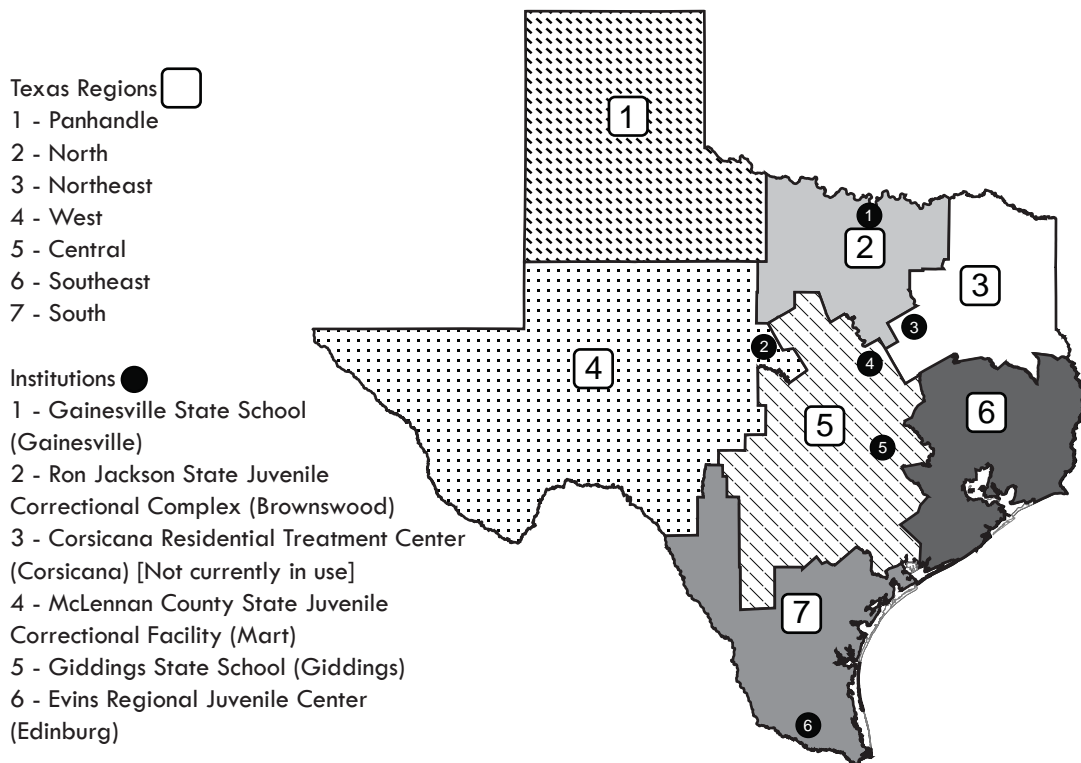 Texas Regions
1 - Panhandle
2 - North
3 - Northeast
4 - West
5 - Central
6 - Southeast
7 - South
Institutions
1 - Gainesville State School
(Gainesville)
2 - Ron Jackson State Juvenile
Correctional Complex (Brownswood)
3 - Corsicana Residential Treatment Center
(Corsicana) [Not currently in use]
4 - McLennan County State Juvenile
Correctional Facility (Mart)
5 - Giddings State School (Giddings)
6 - Evins Regional Juvenile Center
(Edinburg)
1
1
2
3
3
2
4
4
6
5
5
7
6